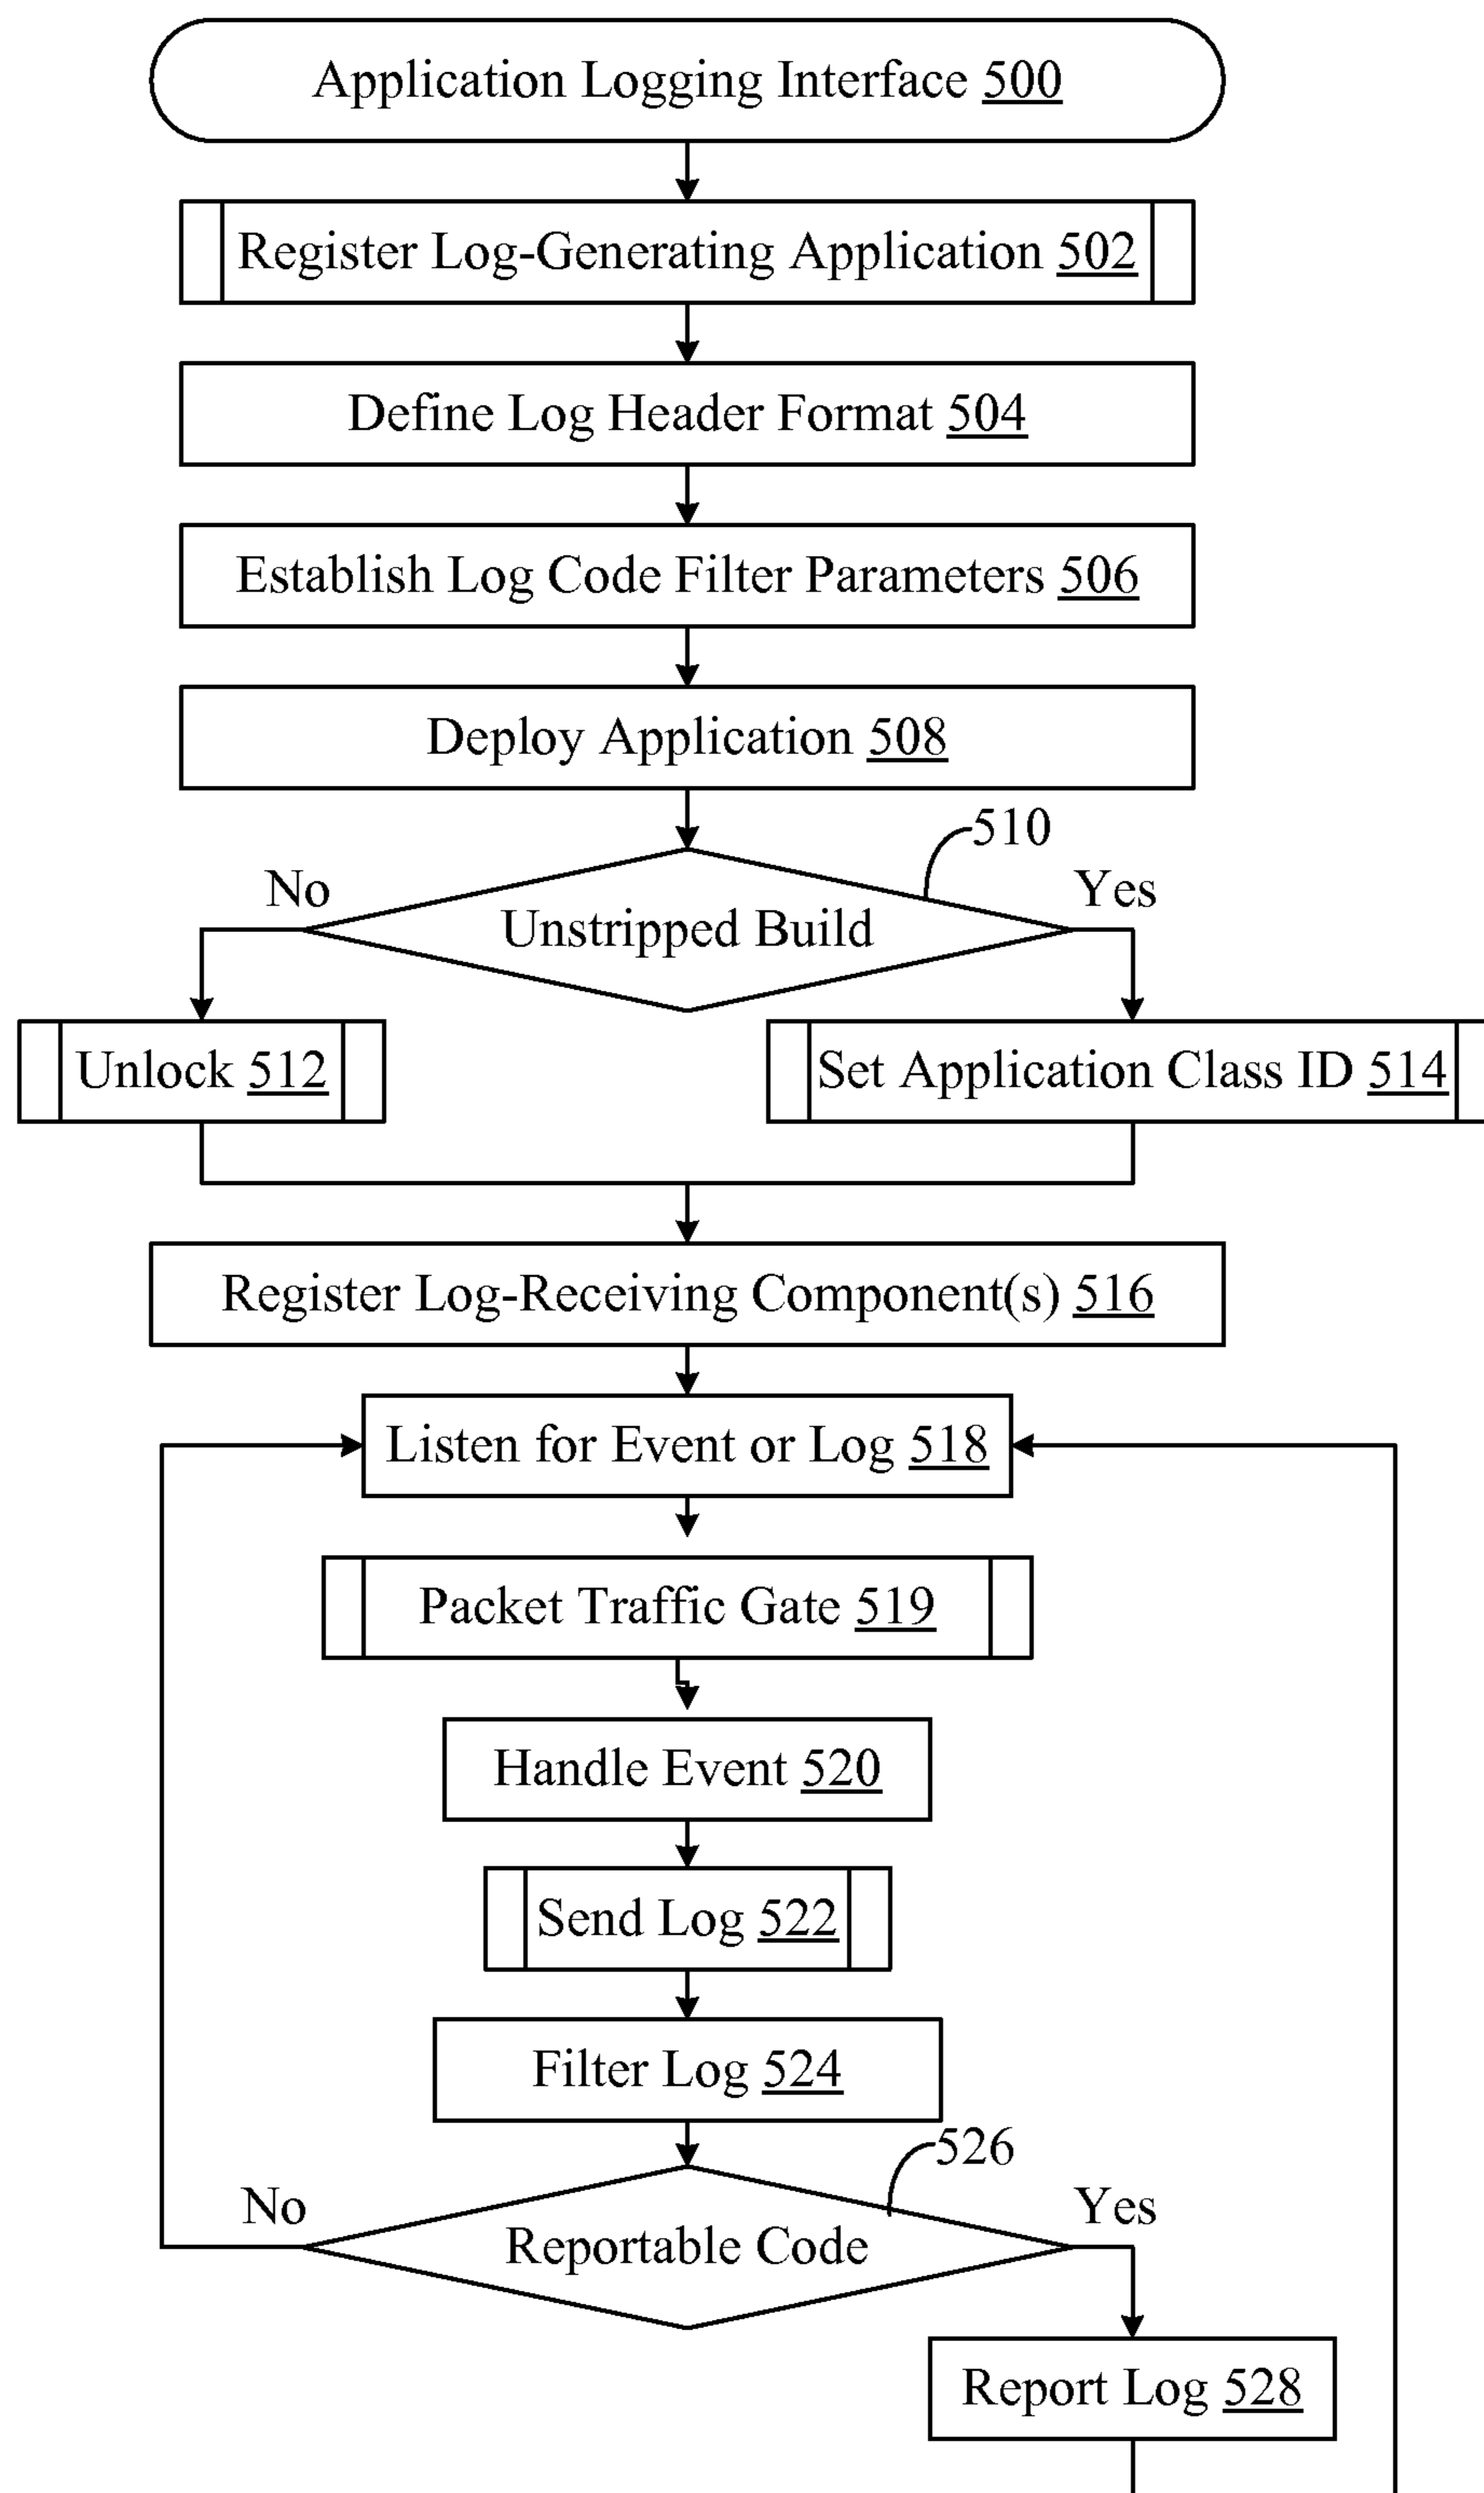 Application Logging Interface 500
Register Log-Generating Application 502
Define Log Header Format 504
Establish Log Code Filter Parameters 506
Deploy Application 508
510
No
Yes
Unstripped Build
Unlock 512
Set Application Class ID 514
Register Log-Receiving Component(s) 516
Listen for Event or Log 518
Packet Traffic Gate 519
Handle Event 520
Send Log 522
Filter Log 524
526
No
Yes
Reportable Code
Report Log 528